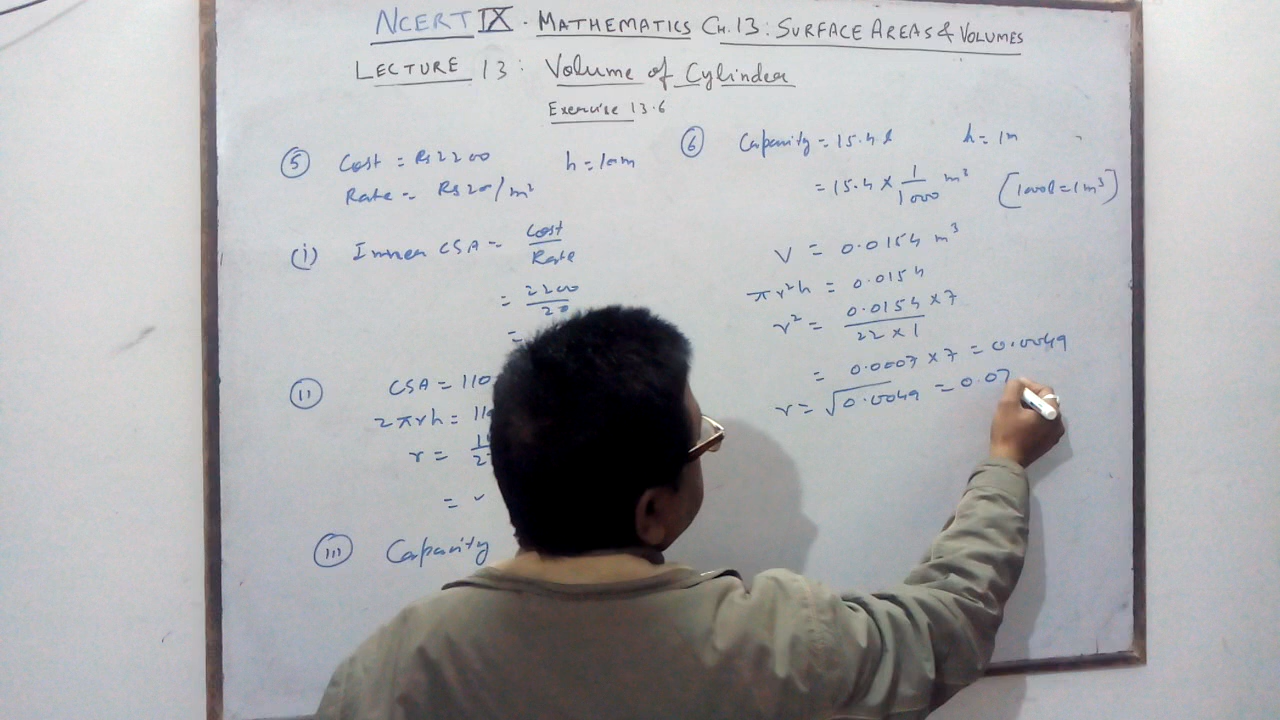 NCERT IX. MATHEMATICS CH.13: SURFACE AREAS & VOLUMES
LECTURE 13: Volume of Cylinder
Exercise 13.6
5 Cost = Rs 2200 h = 10m
Rate = Rs 20/m²
(i) Inner CSA = Cost/Rate
= 2200/20
=
(ii) CSA = 110
2πrh = 110
r =
=
(iii) Capacity
6 Capacity = 15.4 l h = 1m
= 15.4 × 1/1000 m³ (1000l = 1m³)
V = 0.0154 m³
πr²h = 0.0154
r² = 0.0154 × 7 / 22 × 1
= 0.0007 × 7 = 0.0049
r = √0.0049 = 0.07